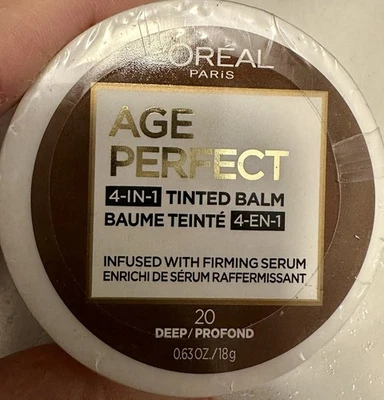 L'ORÉAL
PARIS
AGE
PERFECT
4-IN-1 TINTED BALM
BAUME TEINTÉ 4-EN-1
INFUSED WITH FIRMING SERUM
ENRICHI DE SÉRUM RAFFERMISSANT
20
DEEP/PROFOND
0.63 OZ./18g